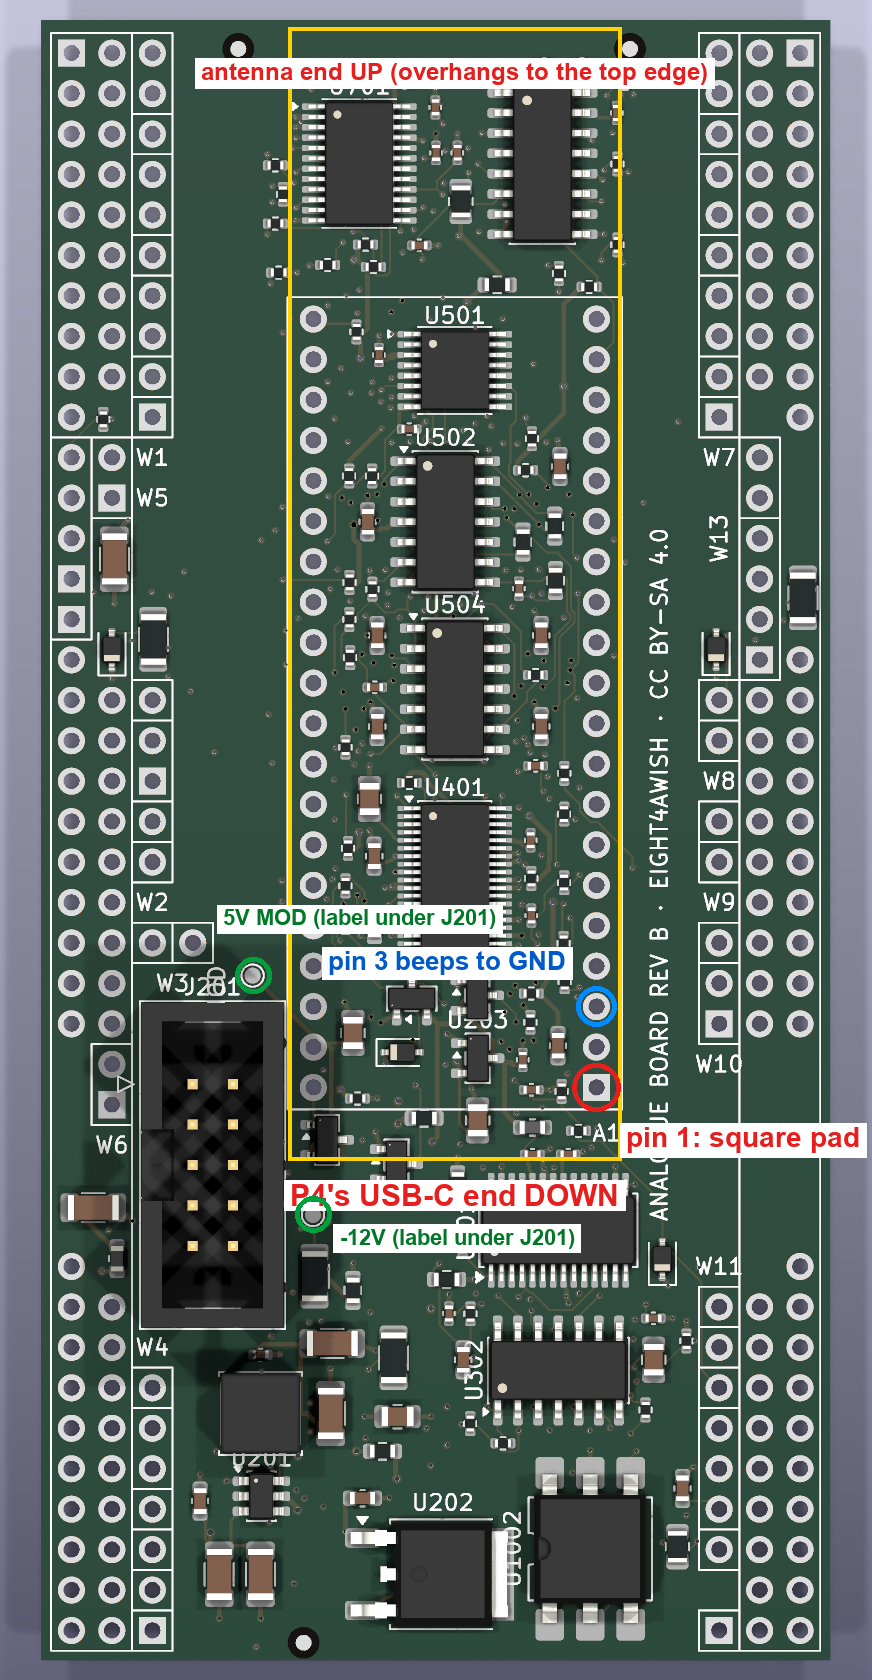 antenna end UP (overhangs to the top edge)
U701
U501
U502
W1
W5
W7
W13
U504
U401
W8
W2
W9
5V MOD (label under J201)
pin 3 beeps to GND
W3
J201
U203
W10
A1
pin 1: square pad
W6
P4's USB-C end DOWN
-12V (label under J201)
ANALOGUE BOARD REV B · EIGHT4AWISH · CC BY-SA 4.0
W11
W4
U302
U201
U202
U1002